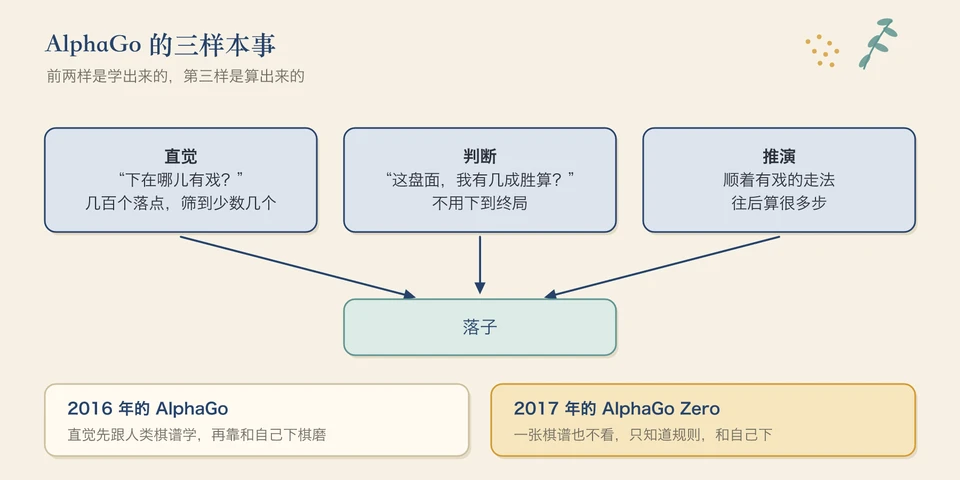 AlphaGo 的三样本事
前两样是学出来的，第三样是算出来的
直觉
“下在哪儿有戏？”
几百个落点，筛到少数几个
判断
“这盘面，我有几成胜算？”
不用下到终局
推演
顺着有戏的走法
往后算很多步
落子
2016 年的 AlphaGo
直觉先跟人类棋谱学，再靠和自己下棋磨
2017 年的 AlphaGo Zero
一张棋谱也不看，只知道规则，和自己下